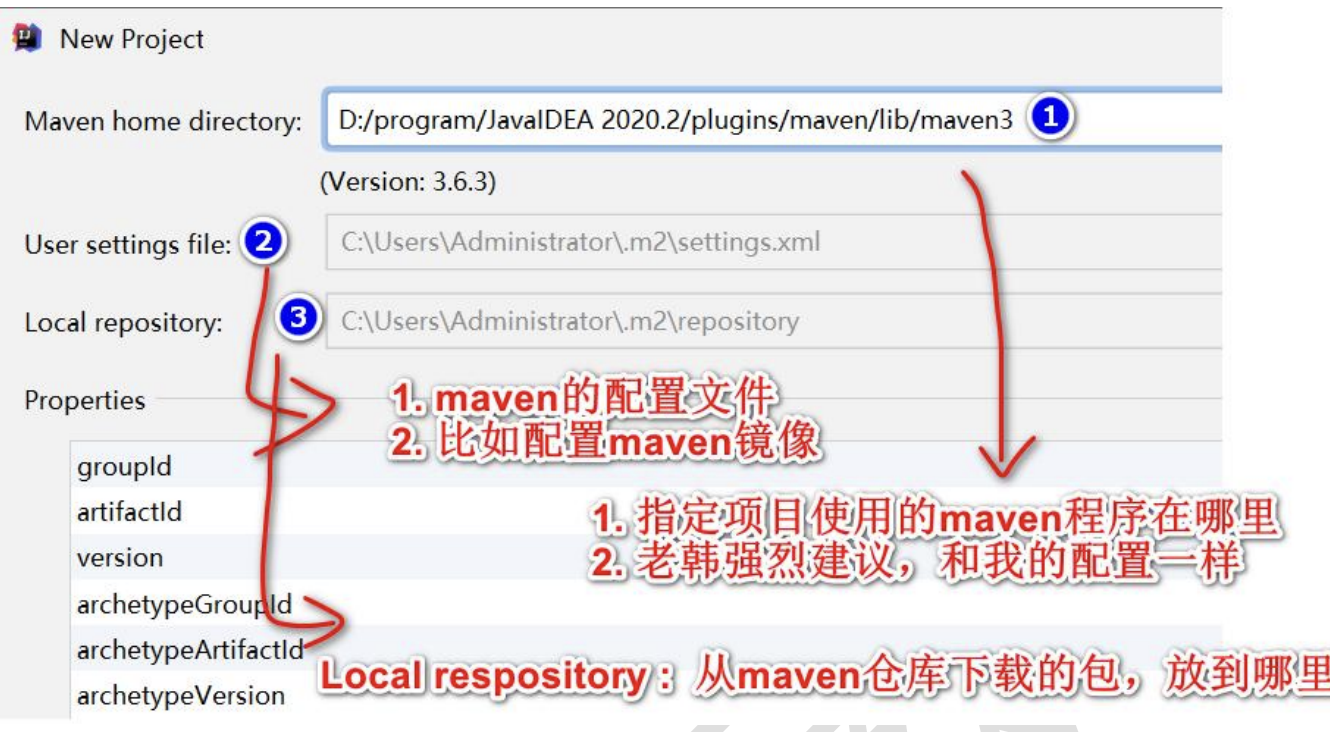 New Project
Maven home directory: D:/program/JavaIDEA 2020.2/plugins/maven/lib/maven3 1
(Version: 3.6.3)
User settings file: 2 C:\Users\Administrator\.m2\settings.xml
Local repository: 3 C:\Users\Administrator\.m2\repository
Properties
1. maven的配置文件
2. 比如配置maven镜像
groupId
artifactId
1. 指定项目使用的maven程序在哪里
version
2. 老韩强烈建议，和我的配置一样
archetypeGroupId
archetypeArtifactId
Local respository： 从maven仓库下载的包，放到哪里
archetypeVersion